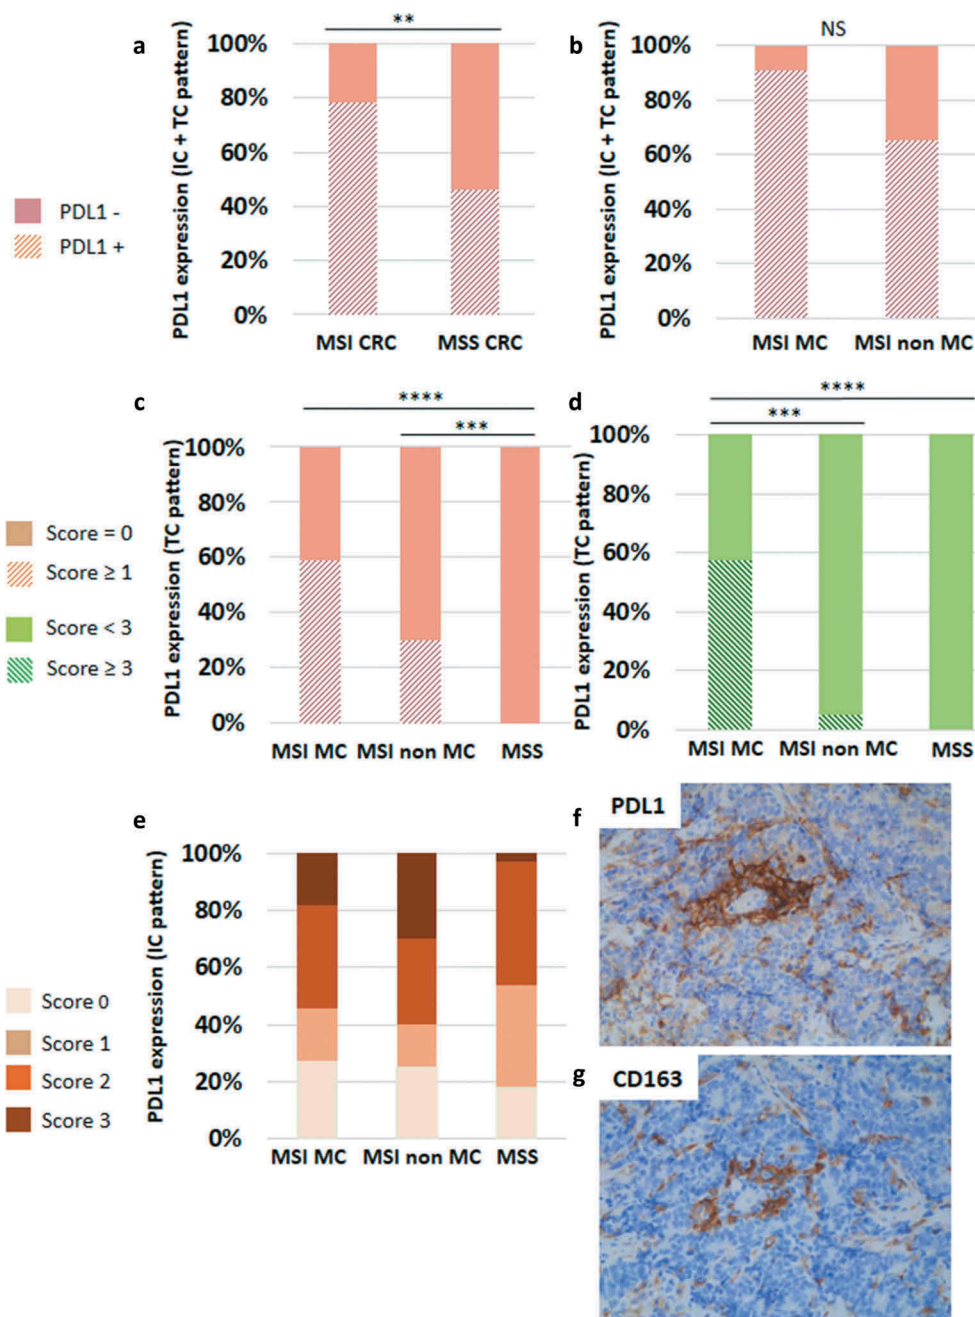 a
**
PDL1 expression (IC + TC pattern)
100%
80%
60%
40%
20%
0%
MSI CRC
MSS CRC
b
NS
PDL1 expression (IC + TC pattern)
100%
80%
60%
40%
20%
0%
MSI MC
MSI non MC
PDL1 -
PDL1 +
c
****
***
PDL1 expression (TC pattern)
100%
80%
60%
40%
20%
0%
MSI MC
MSI non MC
MSS
d
****
***
PDL1 expression (TC pattern)
100%
80%
60%
40%
20%
0%
MSI MC
MSI non MC
MSS
Score = 0
Score ≥ 1
Score < 3
Score ≥ 3
e
PDL1 expression (IC pattern)
100%
80%
60%
40%
20%
0%
MSI MC
MSI non MC
MSS
Score 0
Score 1
Score 2
Score 3
f
PDL1
g
CD163